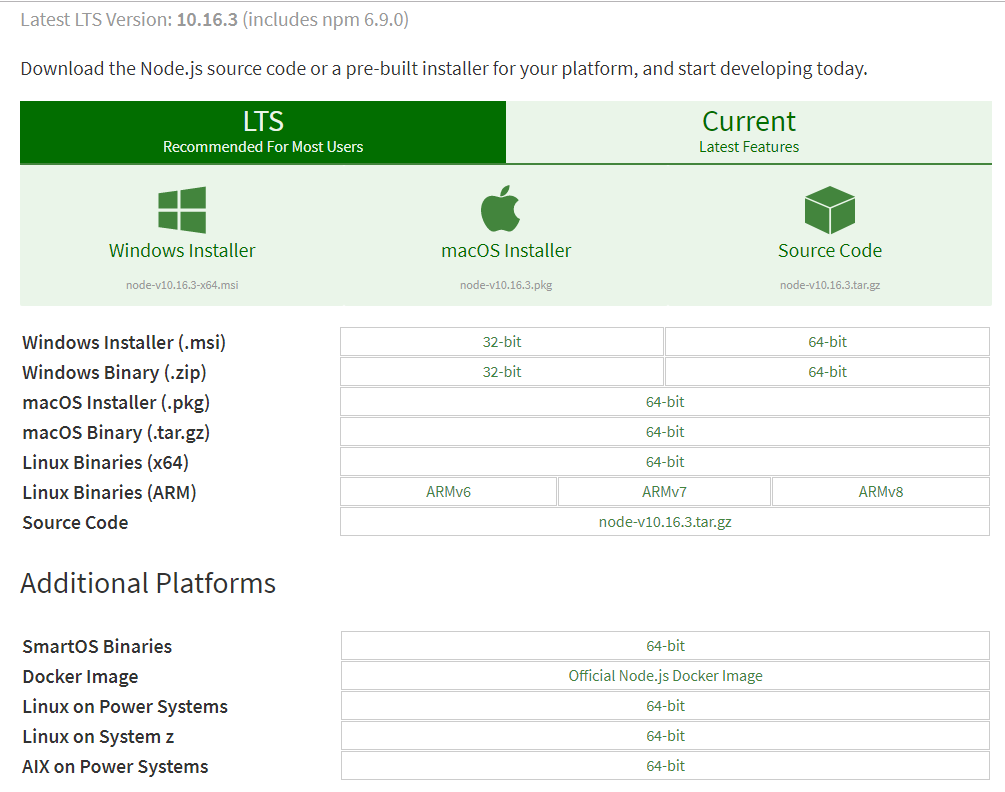 Latest LTS Version: 10.16.3 (includes npm 6.9.0)
Download the Node.js source code or a pre-built installer for your platform, and start developing today.
LTS
Recommended For Most Users
Current
Latest Features
Windows Installer
node-v10.16.3-x64.msi
macOS Installer
node-v10.16.3.pkg
Source Code
node-v10.16.3.tar.gz
Windows Installer (.msi) 32-bit 64-bit
Windows Binary (.zip) 32-bit 64-bit
macOS Installer (.pkg) 64-bit
macOS Binary (.tar.gz) 64-bit
Linux Binaries (x64) 64-bit
Linux Binaries (ARM) ARMv6 ARMv7 ARMv8
Source Code node-v10.16.3.tar.gz
Additional Platforms
SmartOS Binaries 64-bit
Docker Image Official Node.js Docker Image
Linux on Power Systems 64-bit
Linux on System z 64-bit
AIX on Power Systems 64-bit